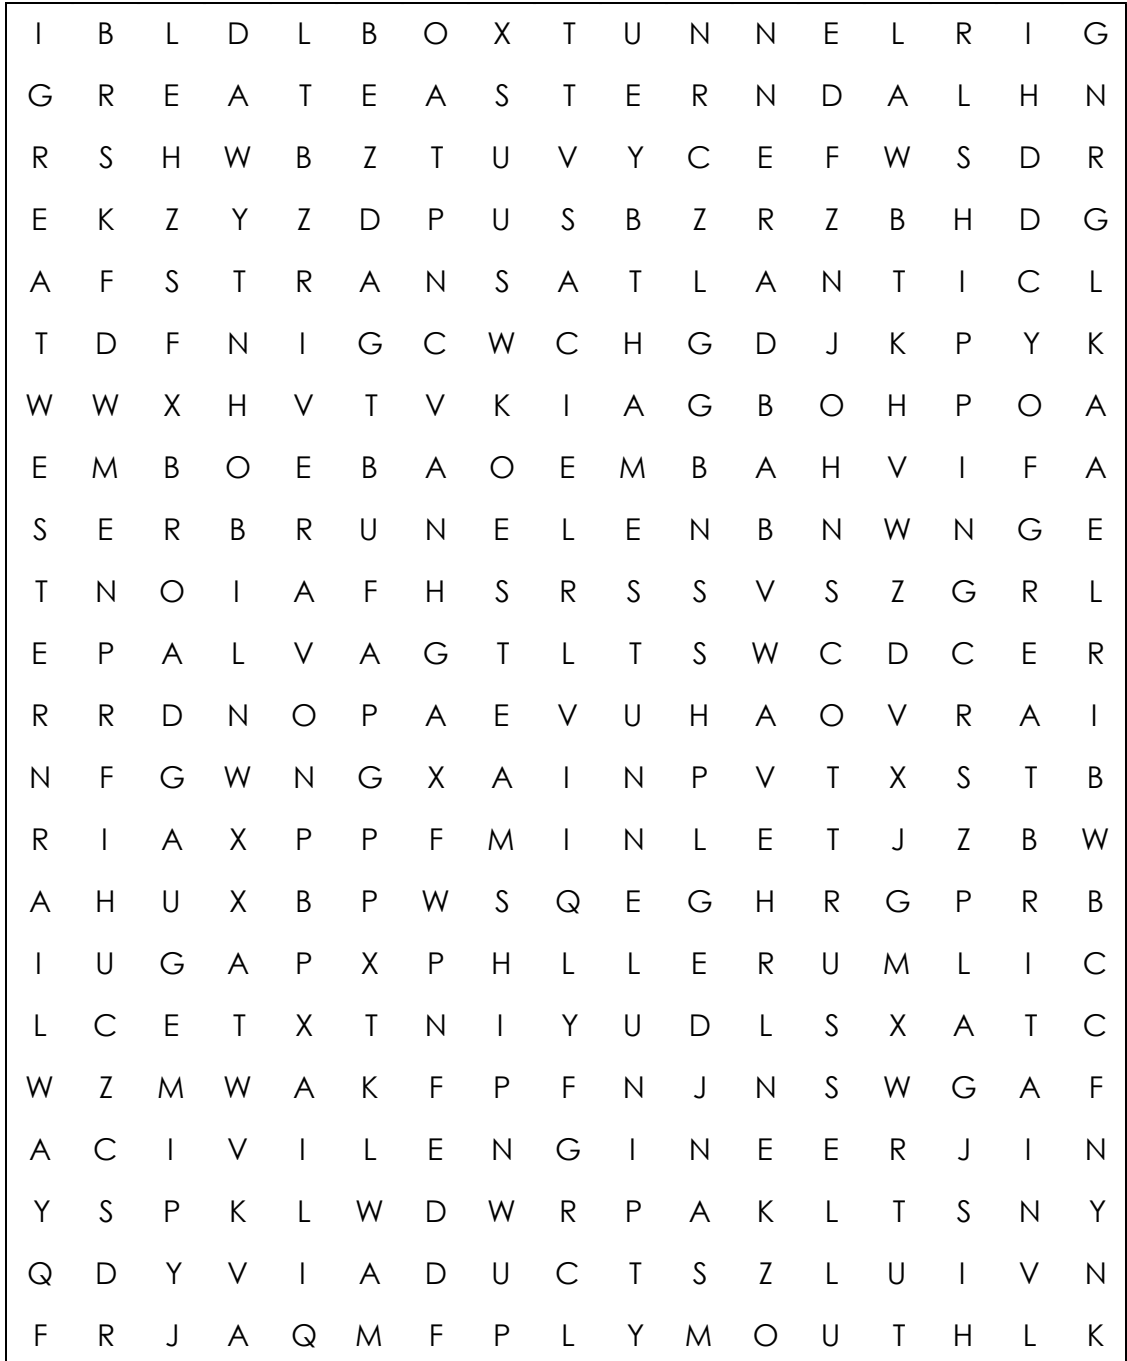 I B L D L B O X T U N N E L R I G
G R E A T E A S T E R N D A L H N
R S H W B Z T U V Y C E F W S D R
E K Z Y Z D P U S B Z R Z B H D G
A F S T R A N S A T L A N T I C L
T D F N I G C W C H G D J K P Y K
W W X H V T V K I A G B O H P O A
E M B O E B A O E M B A H V I F A
S E R B R U N E L E N B N W N G E
T N O I A F H S R S S V S Z G R L
E P A L V A G T L T S W C D C E R
R R D N O P A E V U H A O V R A I
N F G W N G X A I N P V T X S T B
R I A X P P F M I N L E T J Z B W
A H U X B P W S Q E G H R G P R B
I U G A P X P H L L E R U M L I C
L C E T X T N I Y U D L S X A T C
W Z M W A K F P F N J N S W G A F
A C I V I L E N G I N E E R J I N
Y S P K L W D W R P A K L T S N Y
Q D Y V I A D U C T S Z L U I V N
F R J A Q M F P L Y M O U T H L K